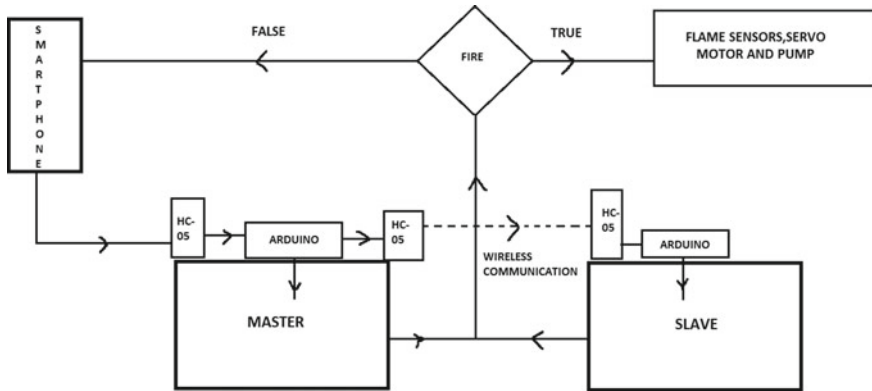 SMARTPHONE
FALSE
FIRE
TRUE
FLAME SENSORS,SERVO
MOTOR AND PUMP
HC-
05
ARDUINO
HC-
05
WIRELESS
COMMUNICATION
HC-
05
ARDUINO
MASTER
SLAVE